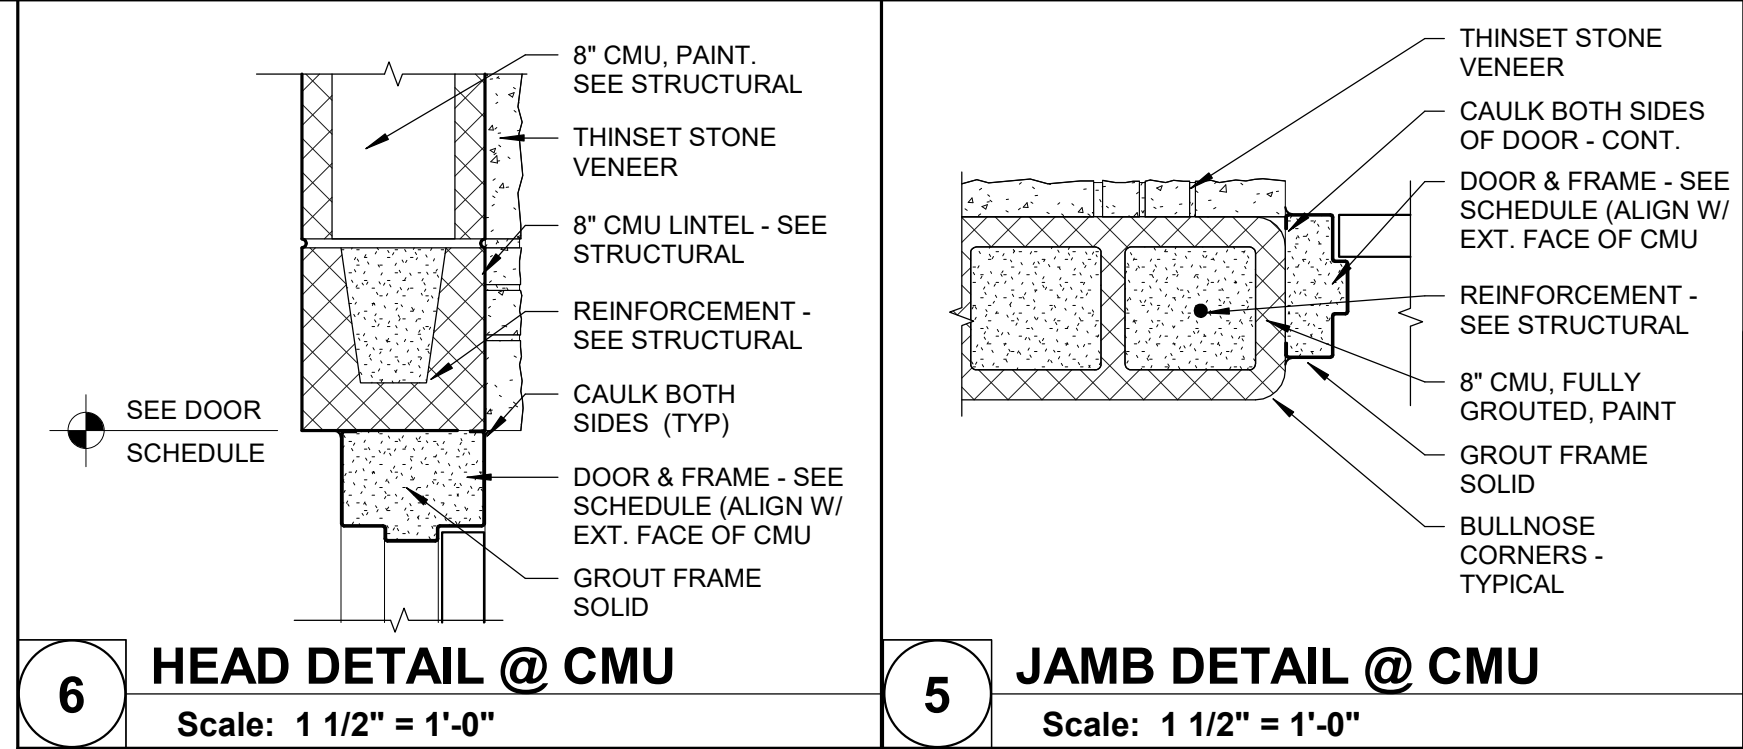 8" CMU, PAINT.
SEE STRUCTURAL
THINSET STONE
VENEER
8" CMU LINTEL - SEE
STRUCTURAL
REINFORCEMENT -
SEE STRUCTURAL
CAULK BOTH
SIDES (TYP)
DOOR & FRAME - SEE
SCHEDULE (ALIGN W/
EXT. FACE OF CMU
GROUT FRAME
SOLID
SEE DOOR
SCHEDULE
6
HEAD DETAIL @ CMU
Scale: 1 1/2" = 1'-0"
THINSET STONE
VENEER
CAULK BOTH SIDES
OF DOOR - CONT.
DOOR & FRAME - SEE
SCHEDULE (ALIGN W/
EXT. FACE OF CMU
REINFORCEMENT -
SEE STRUCTURAL
8" CMU, FULLY
GROUTED, PAINT
GROUT FRAME
SOLID
BULLNOSE
CORNERS -
TYPICAL
5
JAMB DETAIL @ CMU
Scale: 1 1/2" = 1'-0"